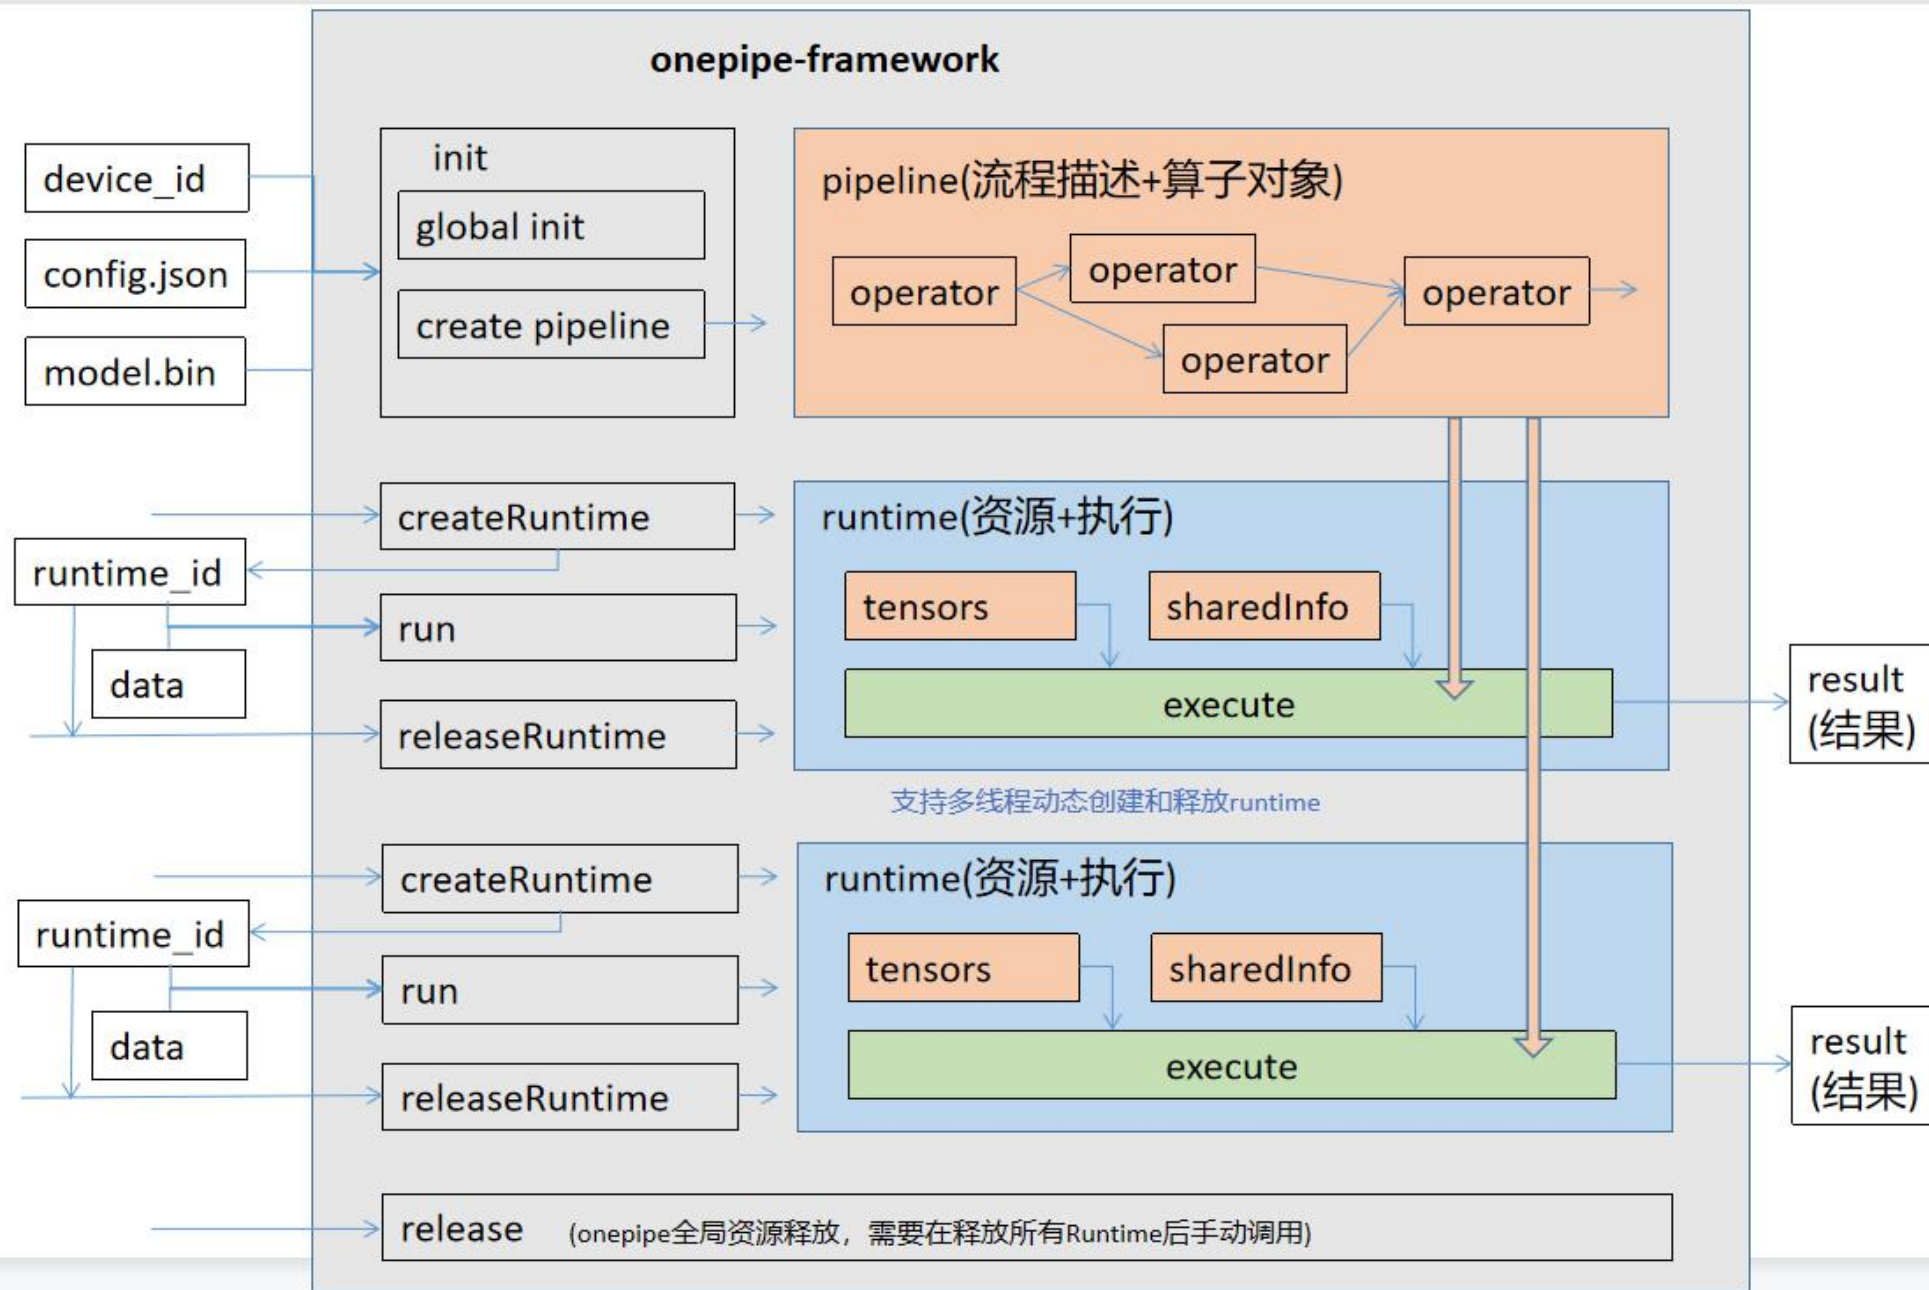 onepipe-framework
device_id
config.json
model.bin
init
global init
create pipeline
pipeline(流程描述+算子对象)
operator
operator
operator
operator
createRuntime
runtime_id
run
data
releaseRuntime
runtime(资源+执行)
tensors
sharedInfo
execute
result
(结果)
支持多线程动态创建和释放runtime
createRuntime
runtime_id
run
data
releaseRuntime
runtime(资源+执行)
tensors
sharedInfo
execute
result
(结果)
release (onepipe全局资源释放，需要在释放所有Runtime后手动调用)